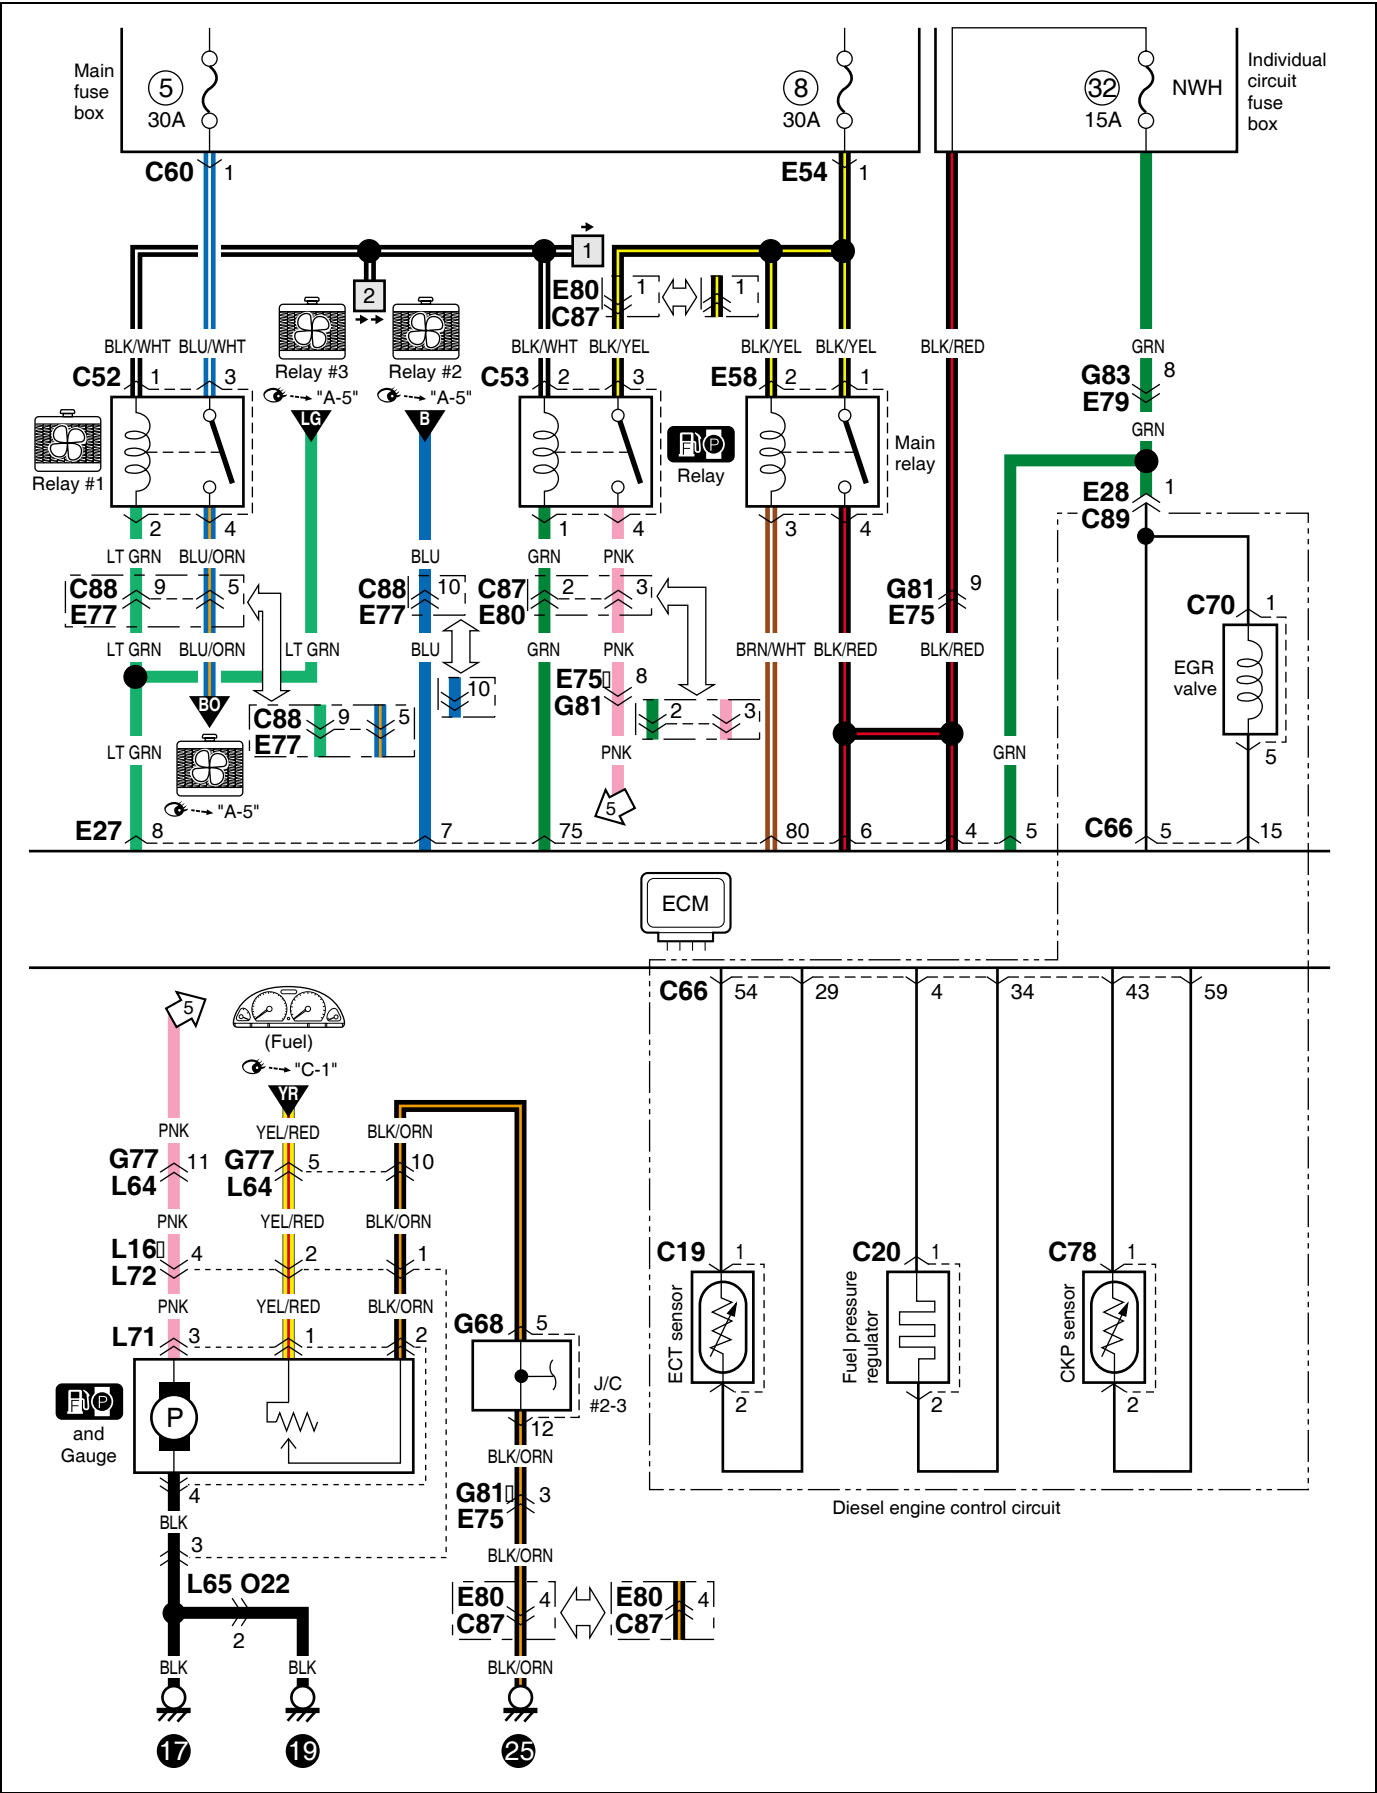 Main
fuse
box
5
30A
8
30A
32
15A
NWH
Individual
circuit
fuse
box
C60 1
E54 1
1
2
E80 1
C87
1
Relay #3
Relay #2
BLK/WHT BLU/WHT
BLK/WHT BLK/YEL
BLK/YEL BLK/YEL
BLK/RED
GRN
C52 1 3
"A-5"
"A-5"
C53 2 3
E58 2 1
G83 8
E79
LG
B
GRN
Relay #1
F P
Relay
Main
relay
E28 1
C89
2 4
1 4
3 4
LT GRN BLU/ORN
BLU
GRN PNK
C88 9 5
E77
C88 10
E77
C87 2 3
E80
G81 9
E75
C70 1
LT GRN BLU/ORN
LT GRN
BLU
GRN PNK
BRN/WHT BLK/RED
BLK/RED
EGR
valve
BO
10
E75 8
G81
C88 9 5
E77
2 3
LT GRN
PNK
GRN
5
5
"A-5"
E27 8 7 75 80 6 4 5
C66 5 15
ECM
C66 54 29 4 34 43 59
5
(Fuel)
"C-1"
YR
PNK
YEL/RED
BLK/ORN
G77 11
L64
G77 5 10
L64
PNK
YEL/RED
BLK/ORN
L16 4 2 1
L72
PNK
YEL/RED
BLK/ORN
L71 3 1 2
G68 5
C19 1
C20 1
C78 1
ECT sensor
Fuel pressure
regulator
CKP sensor
F P
and
Gauge
P
J/C
#2-3
2
2
2
12
BLK/ORN
4
BLK
G81 3
E75
Diesel engine control circuit
3
BLK/ORN
L65 O22
2
E80 4
C87
E80 4
C87
BLK
BLK
BLK/ORN
17
19
25